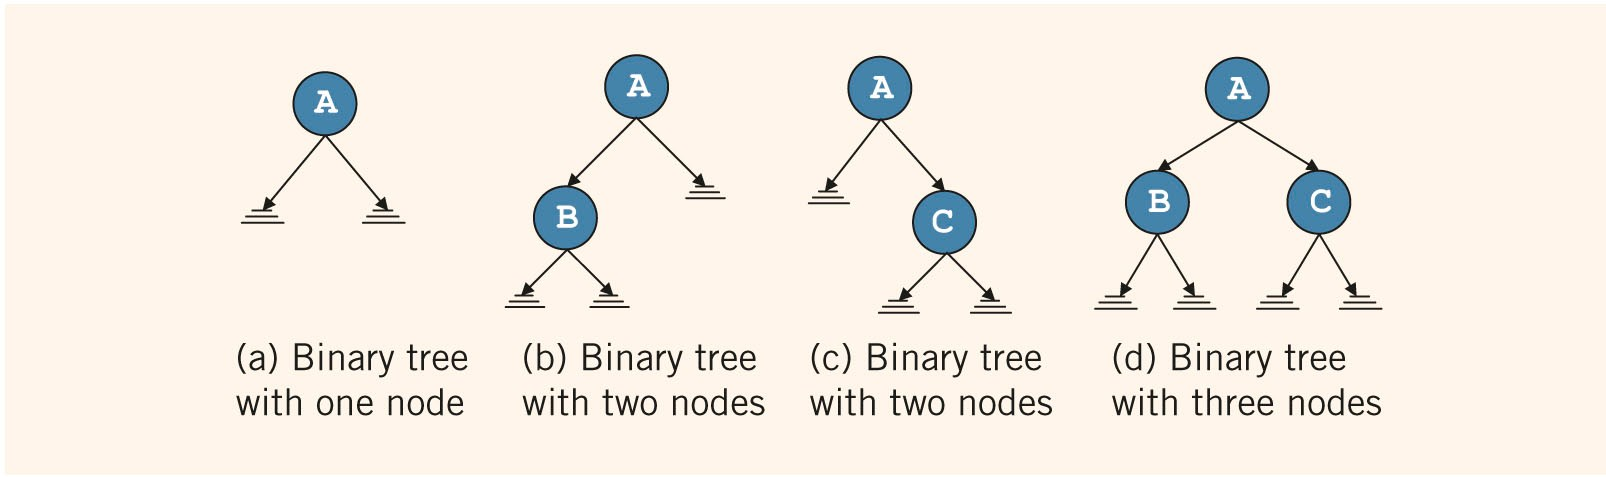 A
A
B
A
C
A
B
C
(a) Binary tree
with one node
(b) Binary tree
with two nodes
(c) Binary tree
with two nodes
(d) Binary tree
with three nodes